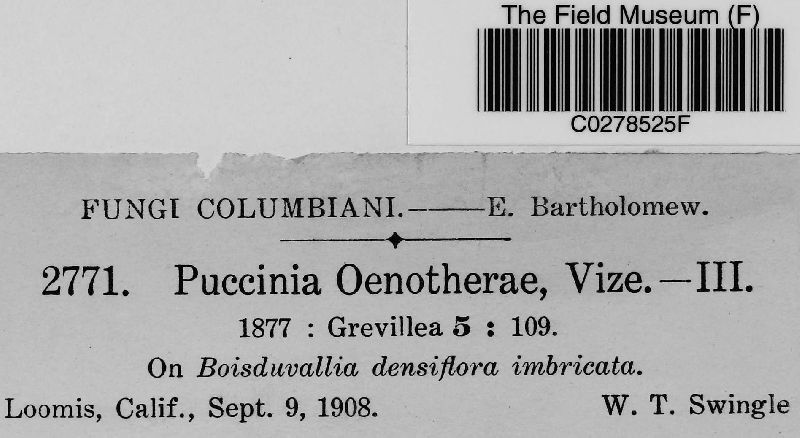 The Field Museum (F)
C0278525F
FUNGI COLUMBIANI.——E. Bartholomew.
2771. Puccinia Oenotherae, Vize.—III.
1877 : Grevillea 5 : 109.
On Boisduvallia densiflora imbricata.
Loomis, Calif., Sept. 9, 1908. W. T. Swingle